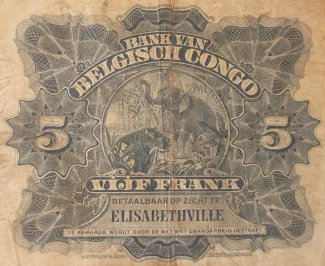 BANK VAN
BELGISCH CONGO
5 5
VIJF FRANK
BETAALBAAR OP ZICHT TE
ELISABETHVILLE
DE NAMAKER WORDT DOOR DE WET MET DWANGARBEID GESTRAFT